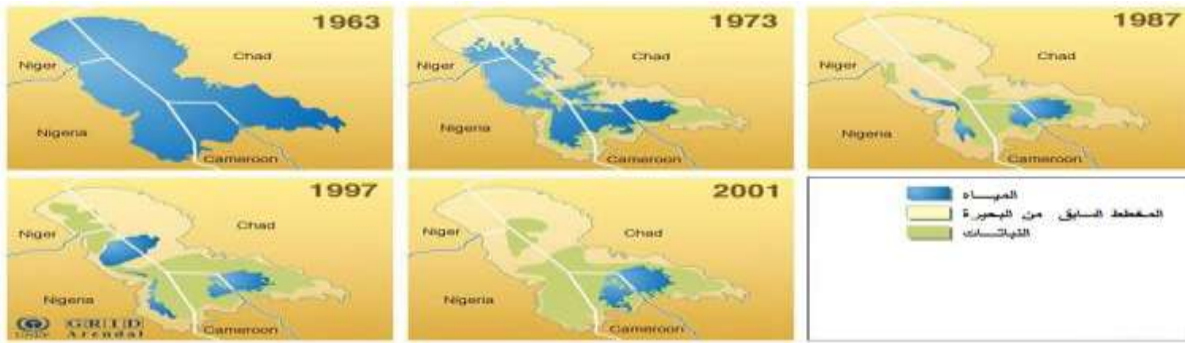 1963
Chad
Niger
Nigeria
Cameroon
1973
Chad
Niger
Nigeria
Cameroon
1987
Chad
Niger
Nigeria
Cameroon
1997
Chad
Niger
Nigeria
Cameroon
UNEP
GRID
Arendal
2001
Chad
Niger
Nigeria
Cameroon
المياه
المخطط السابق من البحيرة
النباتات